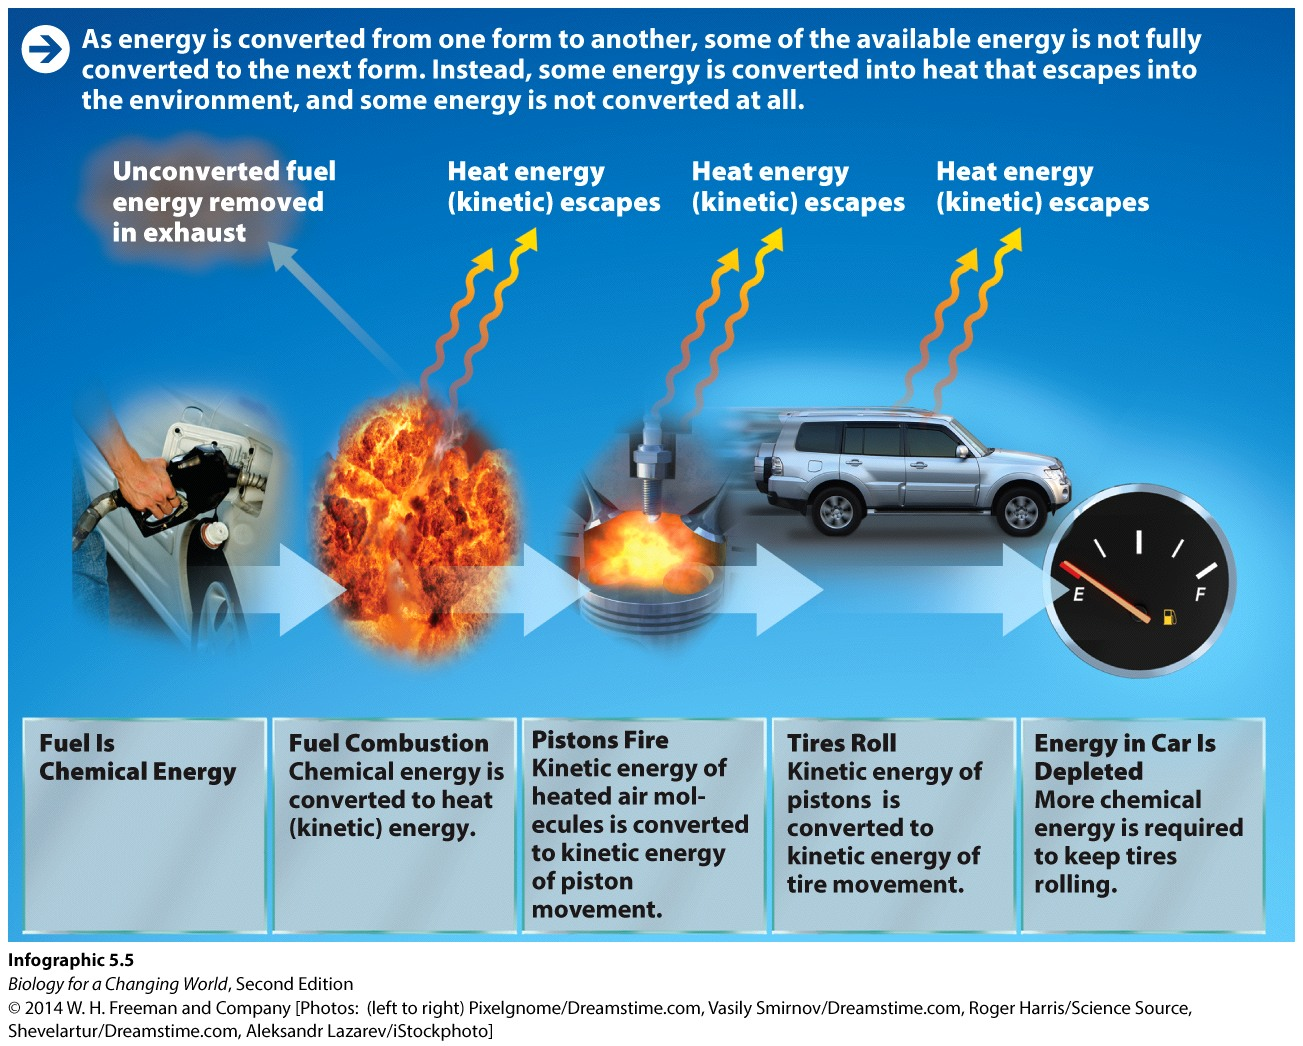 As energy is converted from one form to another, some of the available energy is not fully
converted to the next form. Instead, some energy is converted into heat that escapes into
the environment, and some energy is not converted at all.
Unconverted fuel
energy removed
in exhaust
Heat energy
(kinetic) escapes
Heat energy
(kinetic) escapes
Heat energy
(kinetic) escapes
E
F
Fuel Is
Chemical Energy
Fuel Combustion
Chemical energy is
converted to heat
(kinetic) energy.
Pistons Fire
Kinetic energy of
heated air mol-
ecules is converted
to kinetic energy
of piston
movement.
Tires Roll
Kinetic energy of
pistons is
converted to
kinetic energy of
tire movement.
Energy in Car Is
Depleted
More chemical
energy is required
to keep tires
rolling.
Infographic 5.5
Biology for a Changing World, Second Edition
© 2014 W. H. Freeman and Company [Photos: (left to right) Pixelgnome/Dreamstime.com, Vasily Smirnov/Dreamstime.com, Roger Harris/Science Source,
Shevelartur/Dreamstime.com, Aleksandr Lazarev/iStockphoto]